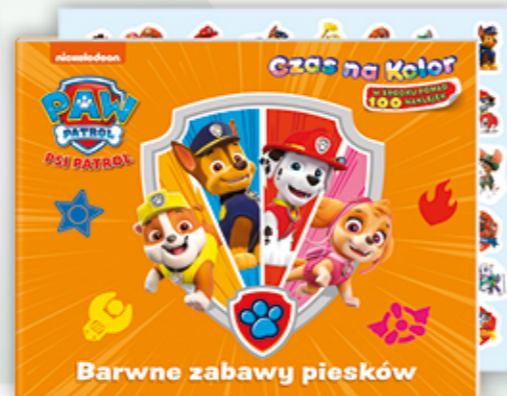 nickelodeon
Czas na Kolor
W ŚRODKU PONAD
100 NAKLEJEK
PAW
PATROL
PSI PATROL
Barwne zabawy piesków